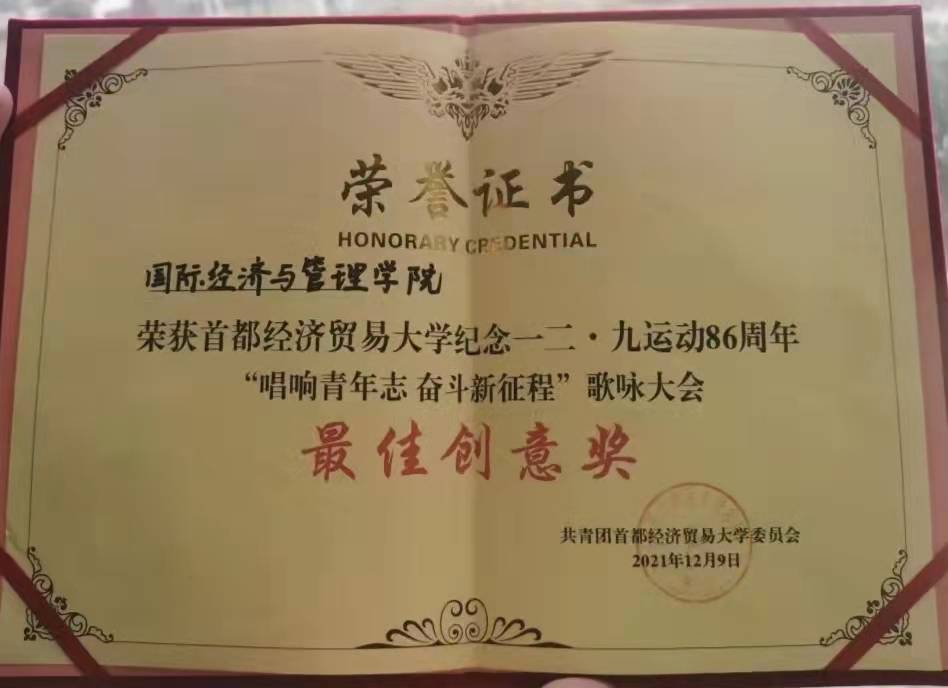 荣誉证书
HONORARY CREDENTIAL
国际经济与管理学院
荣获首都经济贸易大学纪念一二·九运动86周年
“唱响青年志 奋斗新征程”歌咏大会
最佳创意奖
共青团首都经济贸易大学委员会
2021年12月9日